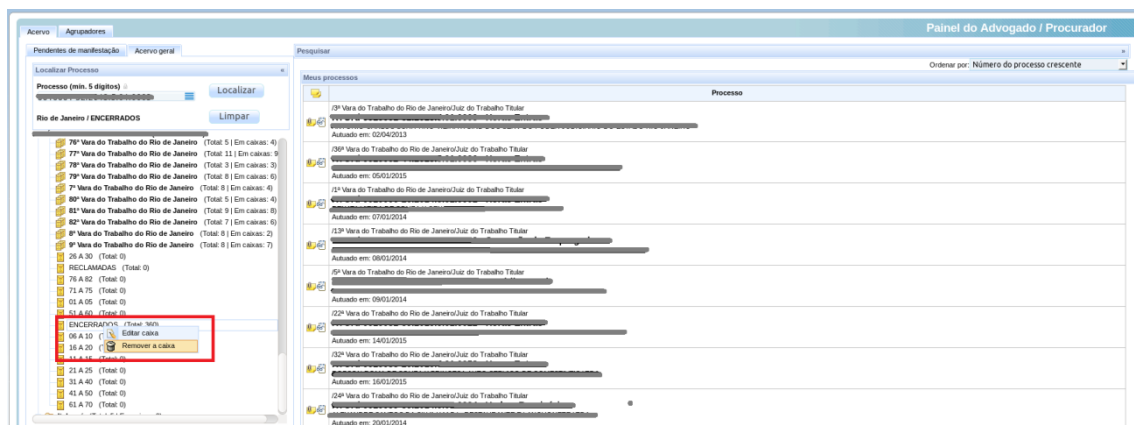 Painel do Advogado / Procurador
Acervo Agrupadores
Pendentes de manifestação Acervo geral
Localizar Processo
Processo (mín. 5 dígitos)
Localizar
Rio de Janeiro / ENCERRADOS
Limpar
76ª Vara do Trabalho do Rio de Janeiro (Total: 5 | Em caixas: 4)
77ª Vara do Trabalho do Rio de Janeiro (Total: 11 | Em caixas: 9
78ª Vara do Trabalho do Rio de Janeiro (Total: 3 | Em caixas: 3)
79ª Vara do Trabalho do Rio de Janeiro (Total: 8 | Em caixas: 6)
7ª Vara do Trabalho do Rio de Janeiro (Total: 8 | Em caixas: 4)
80ª Vara do Trabalho do Rio de Janeiro (Total: 5 | Em caixas: 4)
81ª Vara do Trabalho do Rio de Janeiro (Total: 9 | Em caixas: 8)
82ª Vara do Trabalho do Rio de Janeiro (Total: 7 | Em caixas: 6)
8ª Vara do Trabalho do Rio de Janeiro (Total: 8 | Em caixas: 2)
9ª Vara do Trabalho do Rio de Janeiro (Total: 8 | Em caixas: 7)
26 A 30 (Total: 0)
RECLAMADAS (Total: 0)
76 A 82 (Total: 0)
71 A 75 (Total: 0)
01 A 05 (Total: 0)
51 A 60 (Total: 0)
ENCERRADOS (Total: 360)
06 A 10
Editar caixa
16 A 20
Remover a caixa
11 A 15 (Total: 0)
21 A 25 (Total: 0)
31 A 40 (Total: 0)
41 A 50 (Total: 0)
61 A 70 (Total: 0)
Pesquisar
Ordenar por: Número do processo crescente
Meus processos
Processo
/3ª Vara do Trabalho do Rio de Janeiro/Juiz do Trabalho Titular
Autuado em: 02/04/2013
/36ª Vara do Trabalho do Rio de Janeiro/Juiz do Trabalho Titular
Autuado em: 05/01/2015
/1ª Vara do Trabalho do Rio de Janeiro/Juiz do Trabalho Titular
Autuado em: 07/01/2014
/13ª Vara do Trabalho do Rio de Janeiro/Juiz do Trabalho Titular
Autuado em: 08/01/2014
/5ª Vara do Trabalho do Rio de Janeiro/Juiz do Trabalho Titular
Autuado em: 09/01/2014
/22ª Vara do Trabalho do Rio de Janeiro/Juiz do Trabalho Titular
Autuado em: 14/01/2015
/32ª Vara do Trabalho do Rio de Janeiro/Juiz do Trabalho Titular
Autuado em: 16/01/2015
/24ª Vara do Trabalho do Rio de Janeiro/Juiz do Trabalho Titular
Autuado em: 20/01/2014